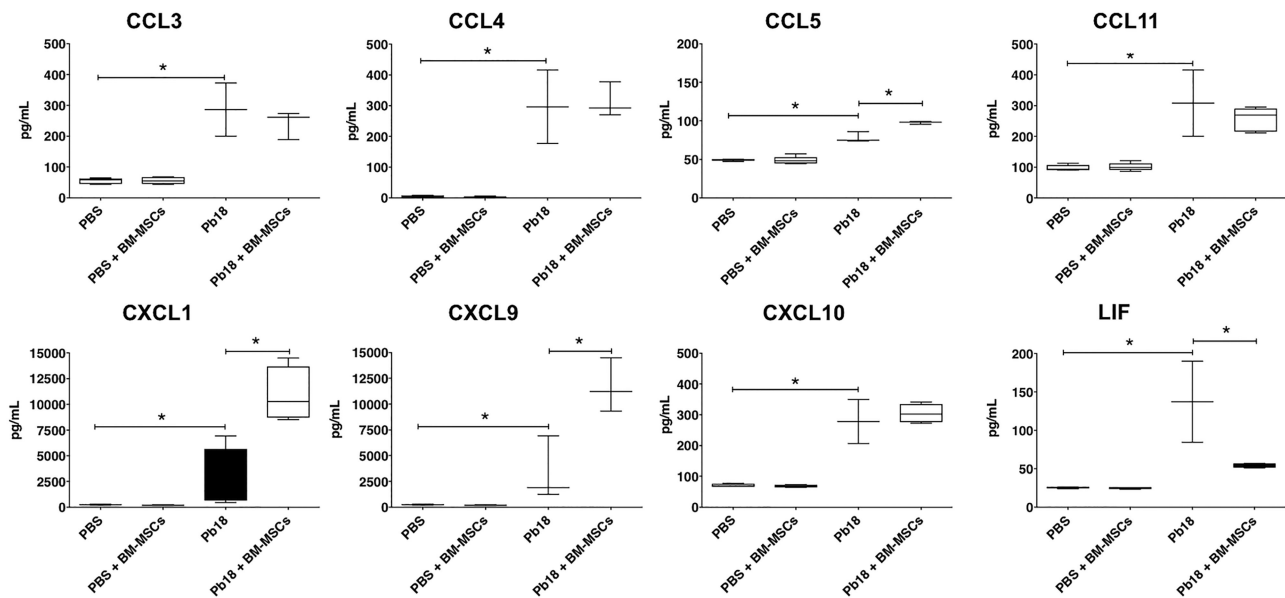 CCL3
CCL4
CCL5
CCL11
500
400
300
200
100
0
pg/mL
*
PBS
PBS + BM-MSCs
Pb18
Pb18 + BM-MSCs
500
400
300
200
100
0
pg/mL
*
PBS
PBS + BM-MSCs
Pb18
Pb18 + BM-MSCs
200
150
100
50
0
pg/mL
*
*
PBS
PBS + BM-MSCs
Pb18
Pb18 + BM-MSCs
500
400
300
200
100
0
pg/mL
*
PBS
PBS + BM-MSCs
Pb18
Pb18 + BM-MSCs
CXCL1
CXCL9
CXCL10
LIF
15000
12500
10000
7500
5000
2500
0
pg/mL
*
*
PBS
PBS + BM-MSCs
Pb18
Pb18 + BM-MSCs
15000
12500
10000
7500
5000
2500
0
pg/mL
*
*
PBS
PBS + BM-MSCs
Pb18
Pb18 + BM-MSCs
500
400
300
200
100
0
pg/mL
*
PBS
PBS + BM-MSCs
Pb18
Pb18 + BM-MSCs
200
150
100
50
0
pg/mL
*
*
PBS
PBS + BM-MSCs
Pb18
Pb18 + BM-MSCs